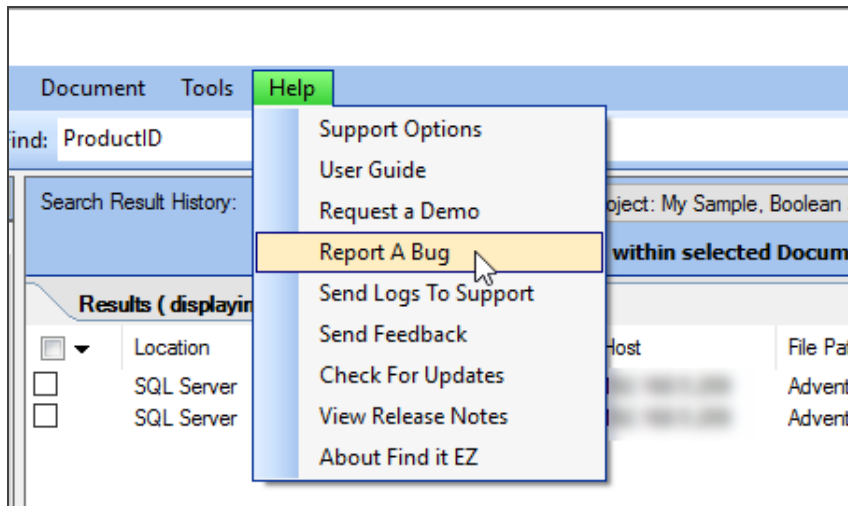 Document Tools Help
Find: ProductID
Support Options
User Guide
Request a Demo
Report A Bug
Send Logs To Support
Send Feedback
Check For Updates
View Release Notes
About Find it EZ
Search Result History: oject: My Sample, Boolean
within selected Docum
Results ( displayin
Location Host File Pa
SQL Server Advent
SQL Server Advent